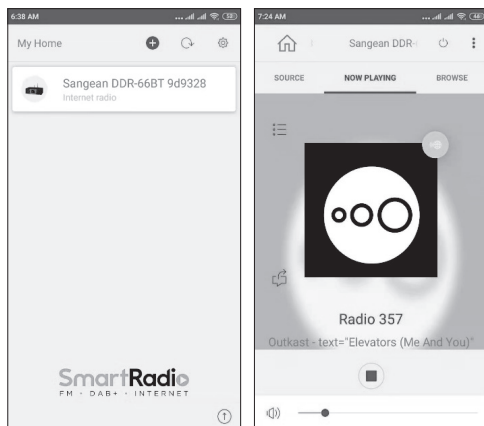 6:38 AM
58
My Home
Sangean DDR-66BT 9d9328
Internet radio
SmartRadio
FM · DAB+ · INTERNET
7:24 AM
Sangean DDR-
SOURCE
NOW PLAYING
BROWSE
Radio 357
Outkast - text="Elevators (Me And You)"